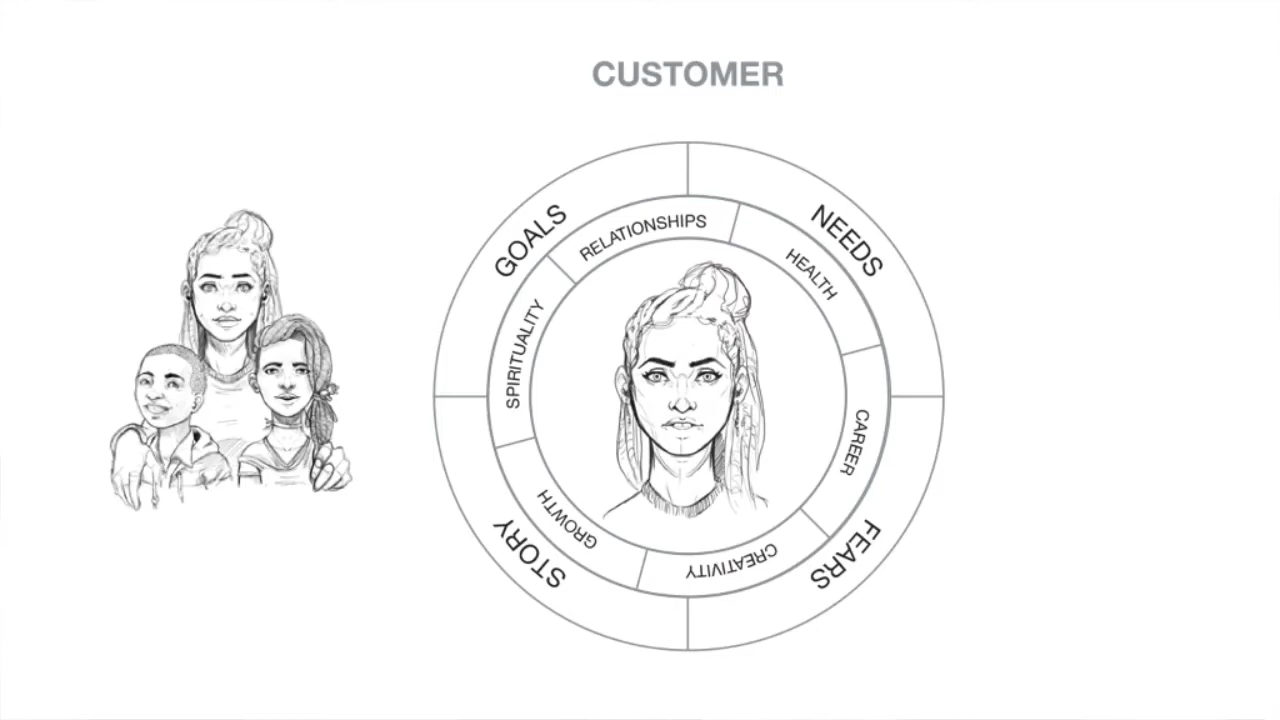 CUSTOMER
GOALS
NEEDS
FEARS
STORY
RELATIONSHIPS
HEALTH
CAREER
CREATIVITY
GROWTH
SPIRITUALITY